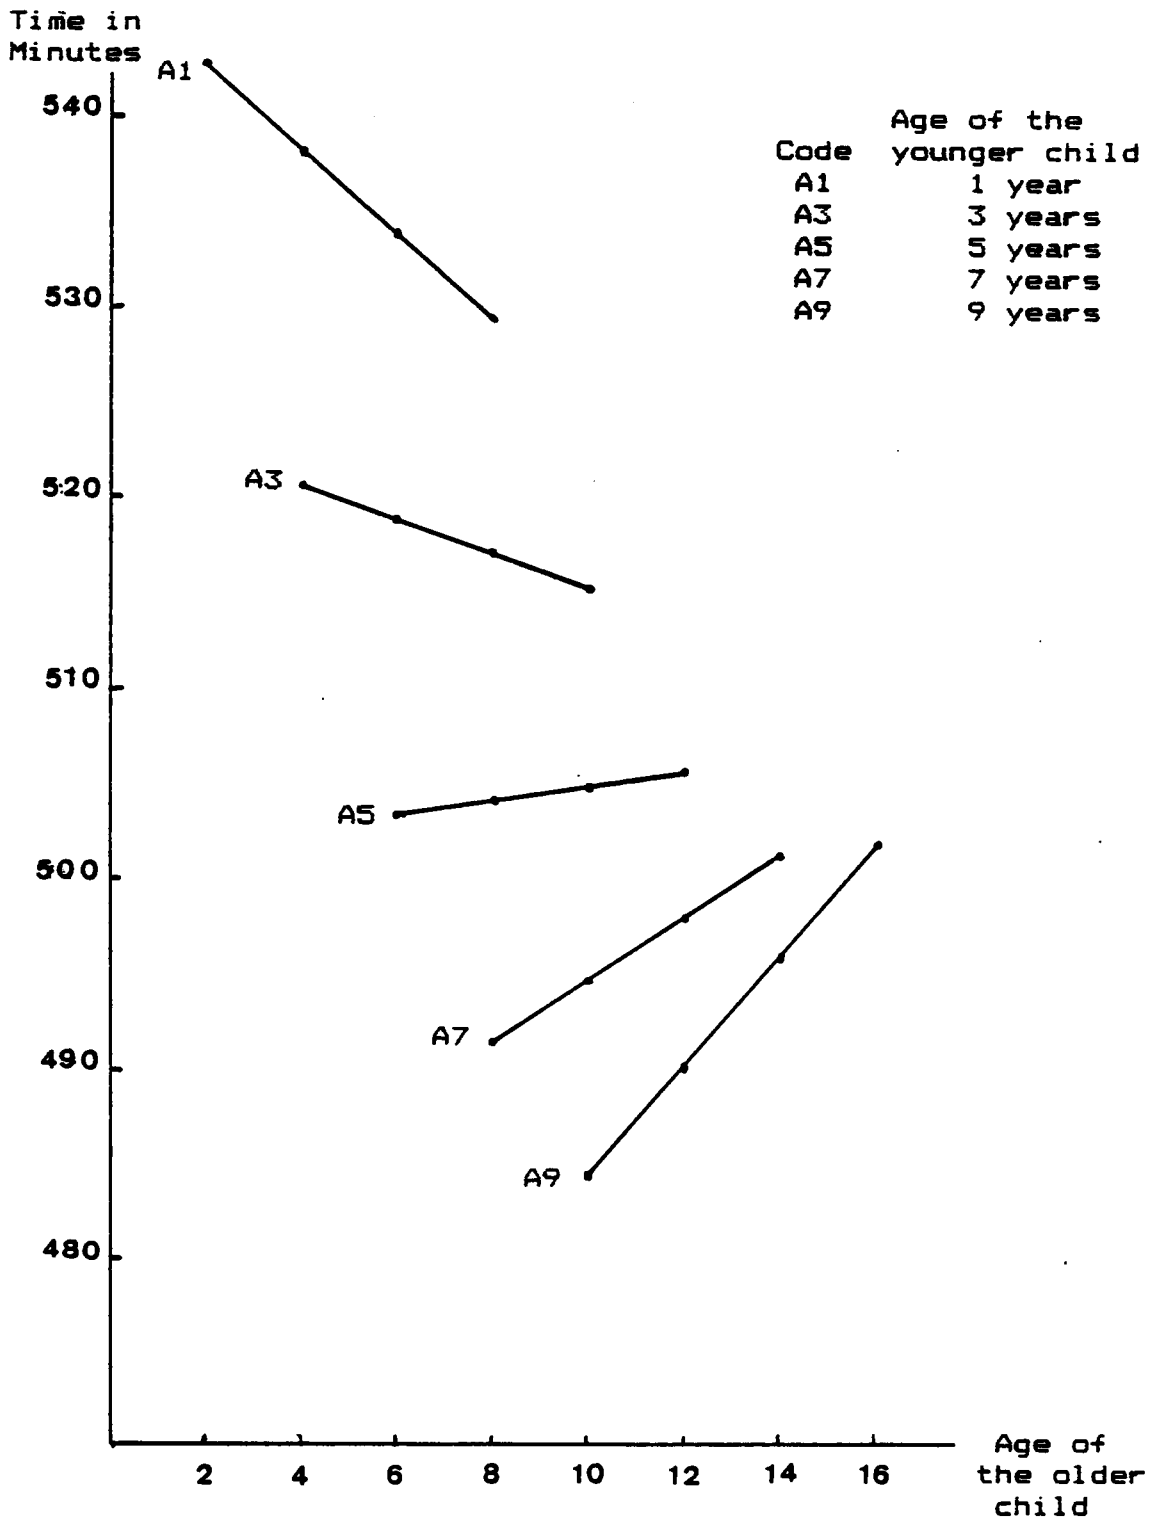 Time in
Minutes
A1
540
Age of the
Code younger child
A1 1 year
A3 3 years
A5 5 years
A7 7 years
A9 9 years
530
A3
520
510
A5
500
A7
490
A9
480
2 4 6 8 10 12 14 16
Age of
the older
child